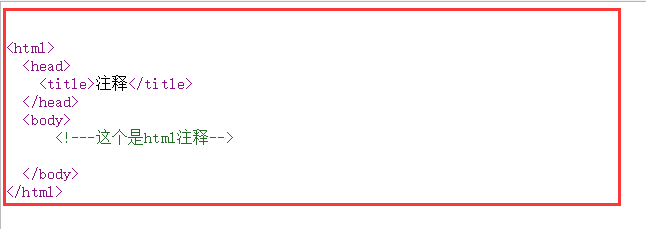 <html>
<head>
<title>注释</title>
</head>
<body>
<!---这个是html注释-->
</body>
</html>